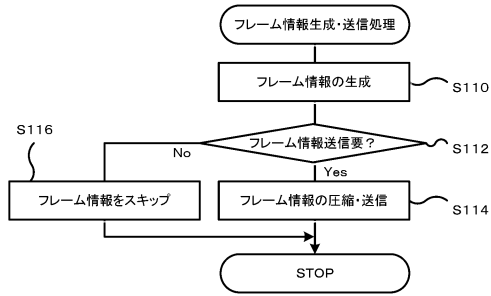 フレーム情報生成・送信処理
フレーム情報の生成
S110
S116
フレーム情報送信要？
No
S112
Yes
フレーム情報をスキップ
フレーム情報の圧縮・送信
S114
STOP